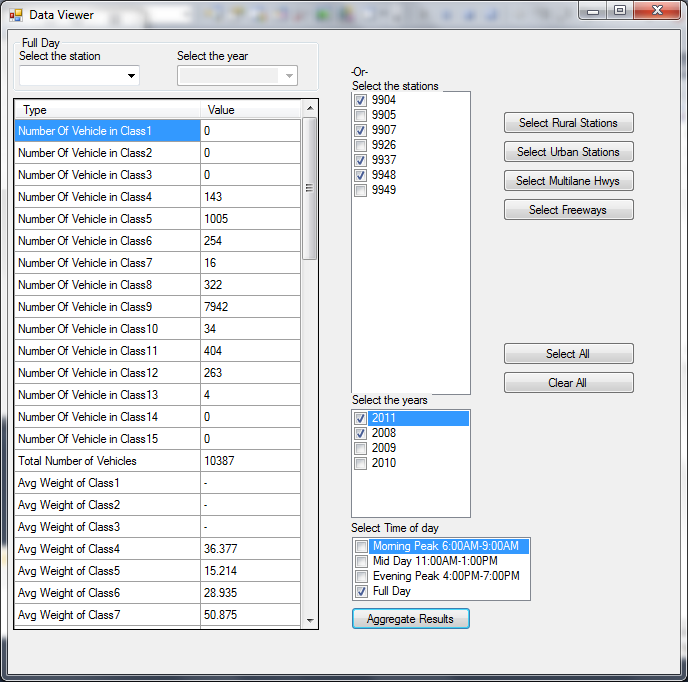 Data Viewer
Full Day
Select the station
Select the year
Type Value
Number Of Vehicle in Class1 0
Number Of Vehicle in Class2 0
Number Of Vehicle in Class3 0
Number Of Vehicle in Class4 143
Number Of Vehicle in Class5 1005
Number Of Vehicle in Class6 254
Number Of Vehicle in Class7 16
Number Of Vehicle in Class8 322
Number Of Vehicle in Class9 7942
Number Of Vehicle in Class10 34
Number Of Vehicle in Class11 404
Number Of Vehicle in Class12 263
Number Of Vehicle in Class13 4
Number Of Vehicle in Class14 0
Number Of Vehicle in Class15 0
Total Number of Vehicles 10387
Avg Weight of Class1 -
Avg Weight of Class2 -
Avg Weight of Class3 -
Avg Weight of Class4 36.377
Avg Weight of Class5 15.214
Avg Weight of Class6 28.935
Avg Weight of Class7 50.875
-Or-
Select the stations
9904
9905
9907
9926
9937
9948
9949
Select the years
2011
2008
2009
2010
Select Time of day
Morning Peak 6:00AM-9:00AM
Mid Day 11:00AM-1:00PM
Evening Peak 4:00PM-7:00PM
Full Day
Aggregate Results
Select Rural Stations
Select Urban Stations
Select Multilane Hwys
Select Freeways
Select All
Clear All